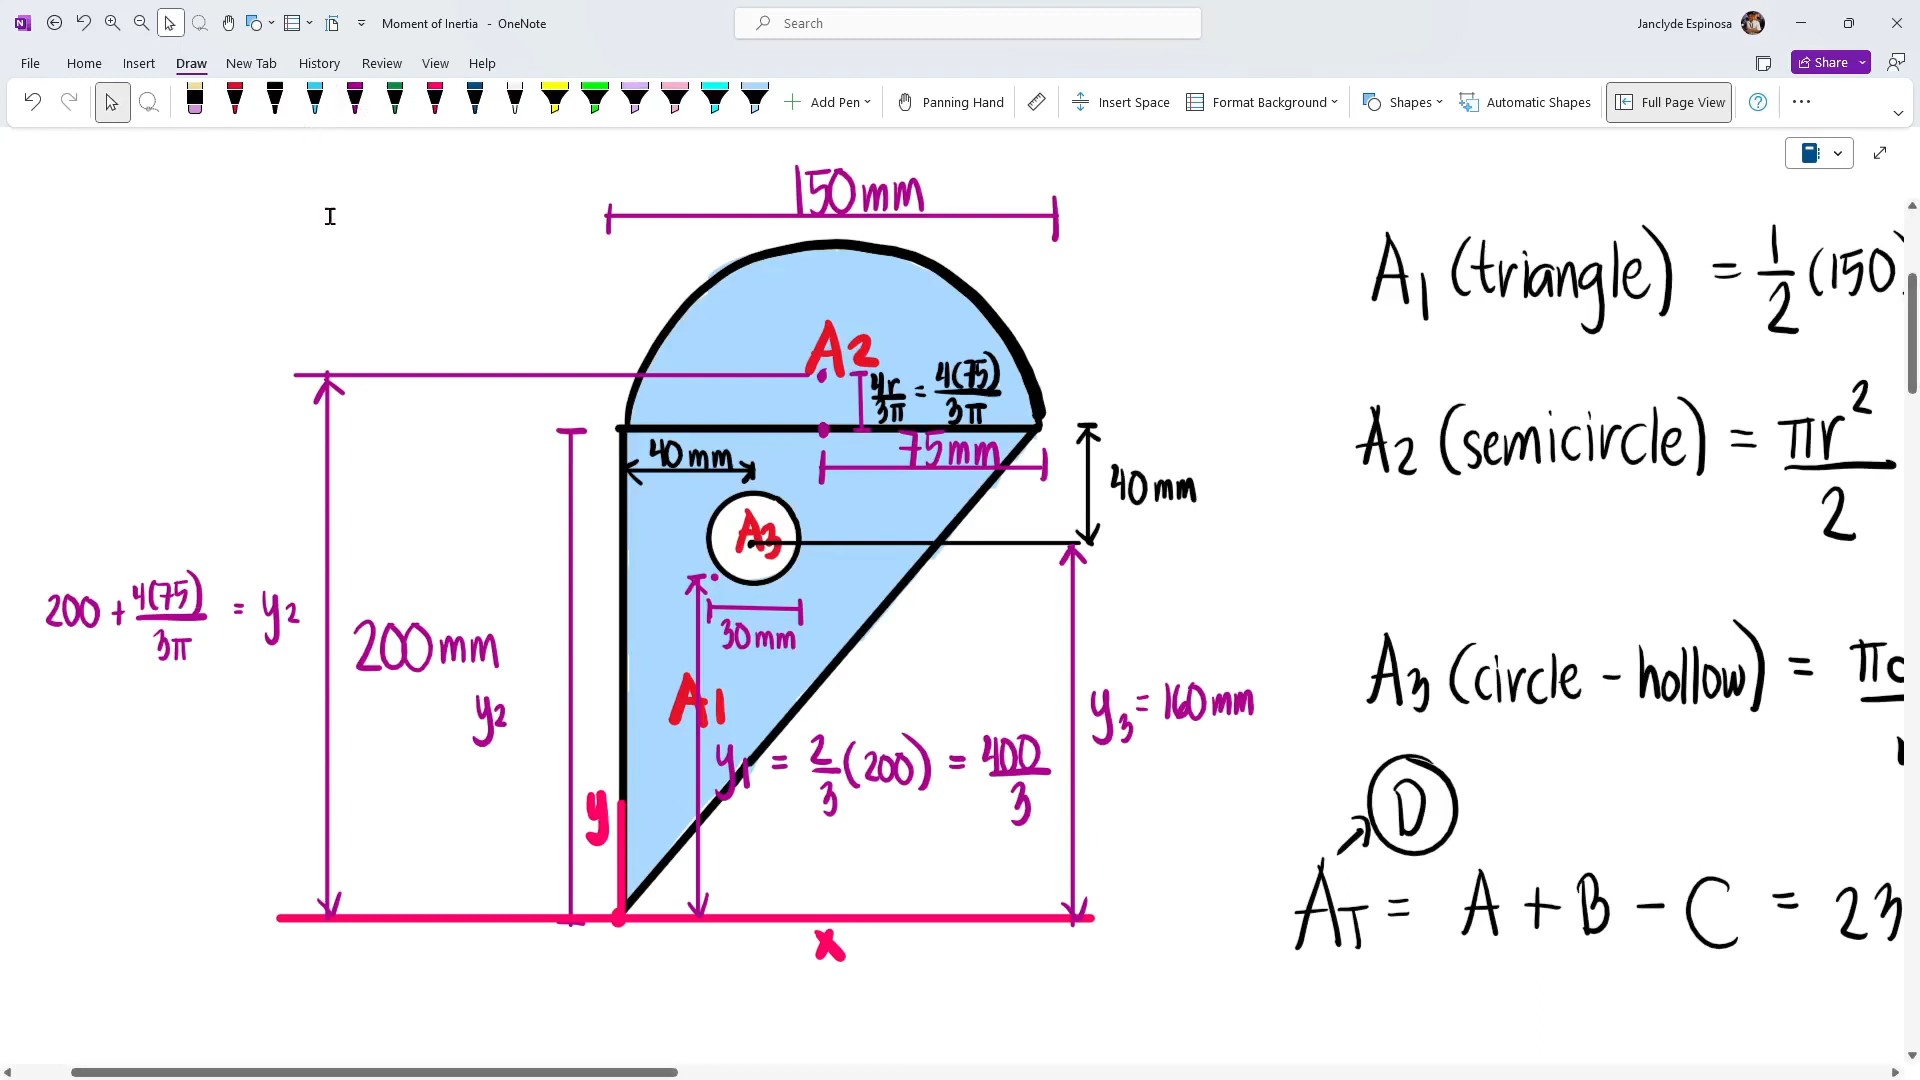 Moment of Inertia - OneNote
Search
Janclyde Espinosa
File Home Insert Draw New Tab History Review View Help
Share
Add Pen
Panning Hand
Insert Space
Format Background
Shapes
Automatic Shapes
Full Page View
150mm
A2
4r/3π = 4(75)/3π
75mm
40mm
40mm
A3
30mm
200 + 4(75)/3π = y2
200mm
y2
A1
y1 = 2/3 (200) = 400/3
y3 = 160mm
y
x
A1 (triangle) = 1/2 (150)
A2 (semicircle) = πr²/2
A3 (circle - hollow) =
D
AT = A + B - C = 23